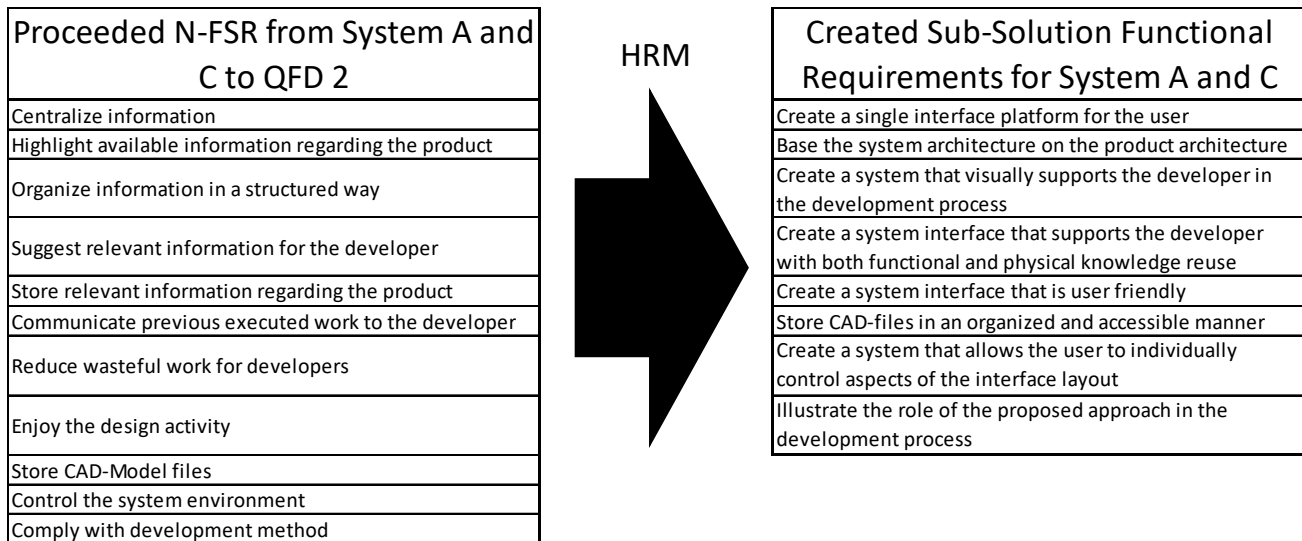 Proceeded N-FSR from System A and
C to QFD 2
Centralize information
Highlight available information regarding the product
Organize information in a structured way
Suggest relevant information for the developer
Store relevant information regarding the product
Communicate previous executed work to the developer
Reduce wasteful work for developers
Enjoy the design activity
Store CAD-Model files
Control the system environment
Comply with development method
HRM
Created Sub-Solution Functional
Requirements for System A and C
Create a single interface platform for the user
Base the system architecture on the product architecture
Create a system that visually supports the developer in
the development process
Create a system interface that supports the developer
with both functional and physical knowledge reuse
Create a system interface that is user friendly
Store CAD-files in an organized and accessible manner
Create a system that allows the user to individually
control aspects of the interface layout
Illustrate the role of the proposed approach in the
development process